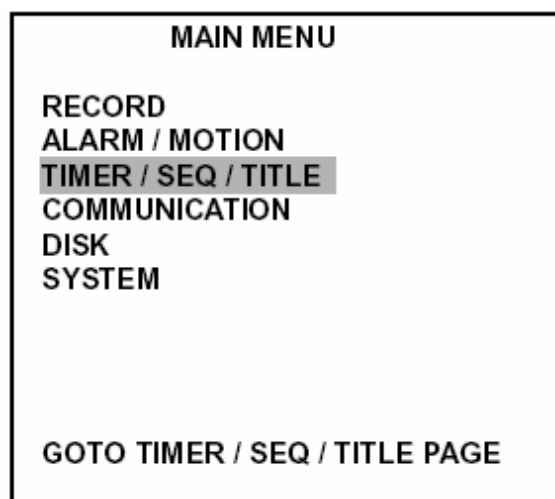 MAIN MENU
RECORD
ALARM / MOTION
TIMER / SEQ / TITLE
COMMUNICATION
DISK
SYSTEM
GOTO TIMER / SEQ / TITLE PAGE